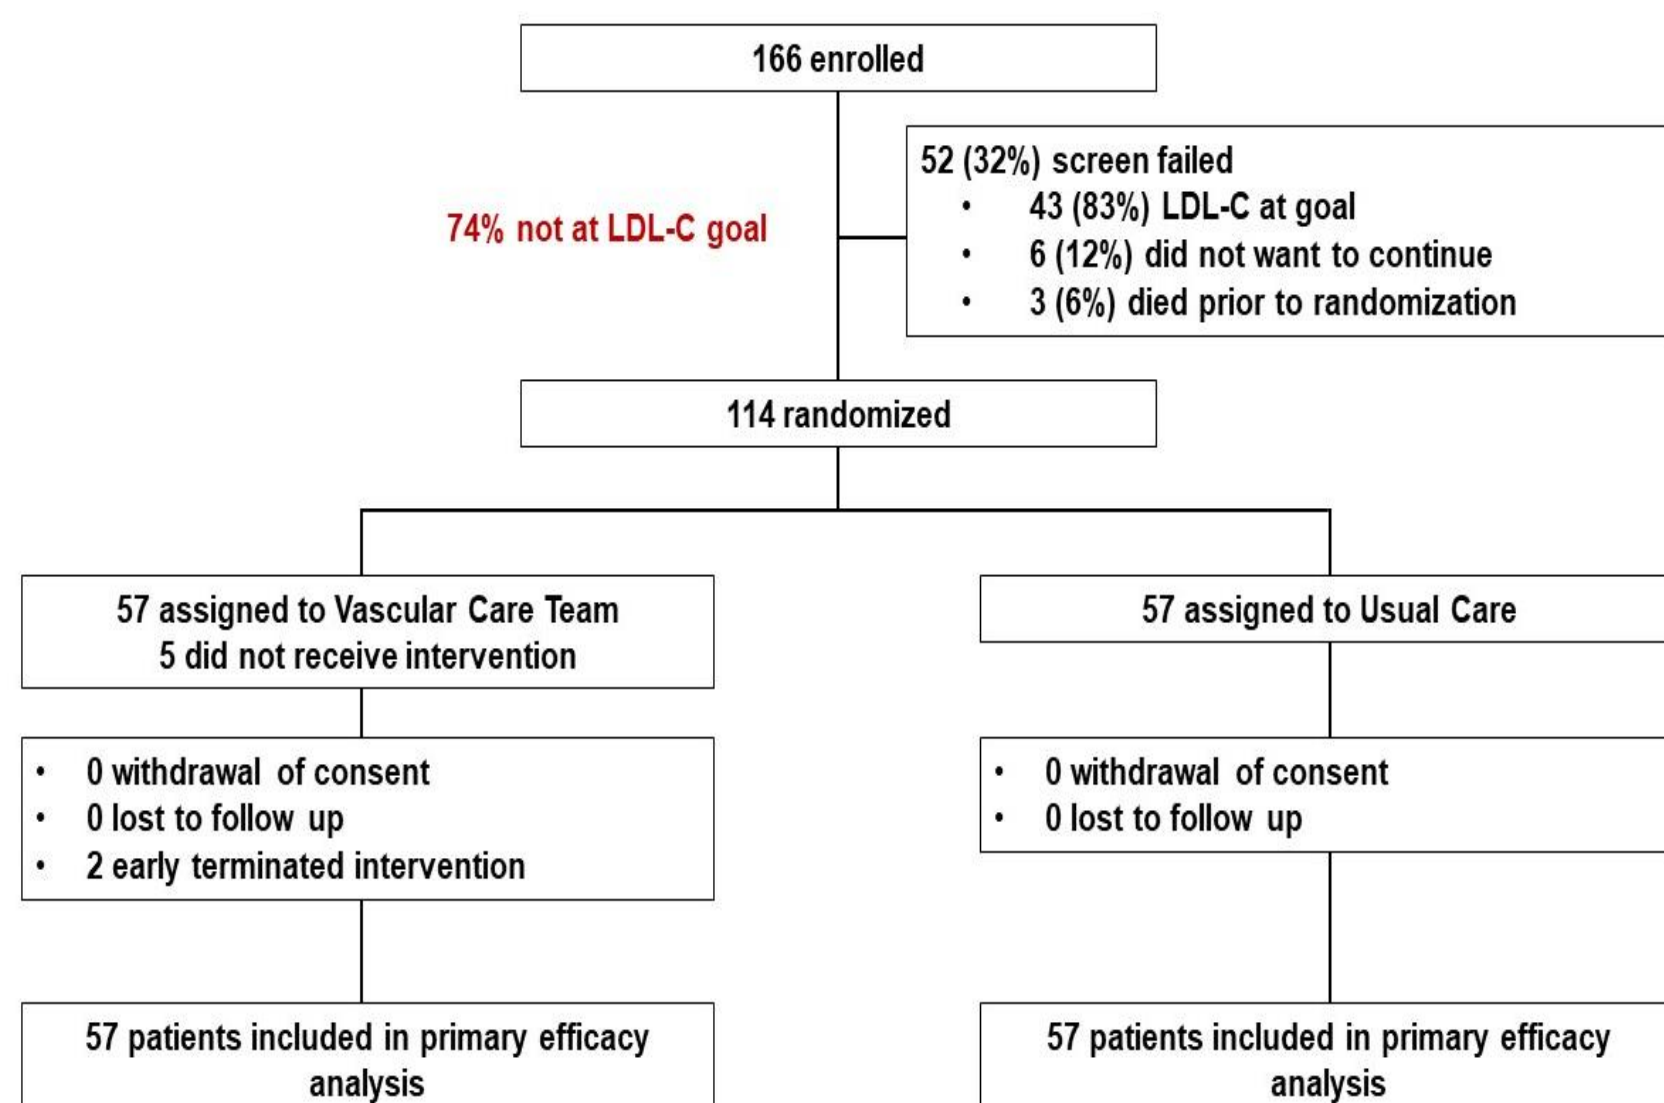 166 enrolled
52 (32%) screen failed
• 43 (83%) LDL-C at goal
• 6 (12%) did not want to continue
• 3 (6%) died prior to randomization
74% not at LDL-C goal
114 randomized
57 assigned to Vascular Care Team
5 did not receive intervention
57 assigned to Usual Care
• 0 withdrawal of consent
• 0 lost to follow up
• 2 early terminated intervention
• 0 withdrawal of consent
• 0 lost to follow up
57 patients included in primary efficacy
analysis
57 patients included in primary efficacy
analysis